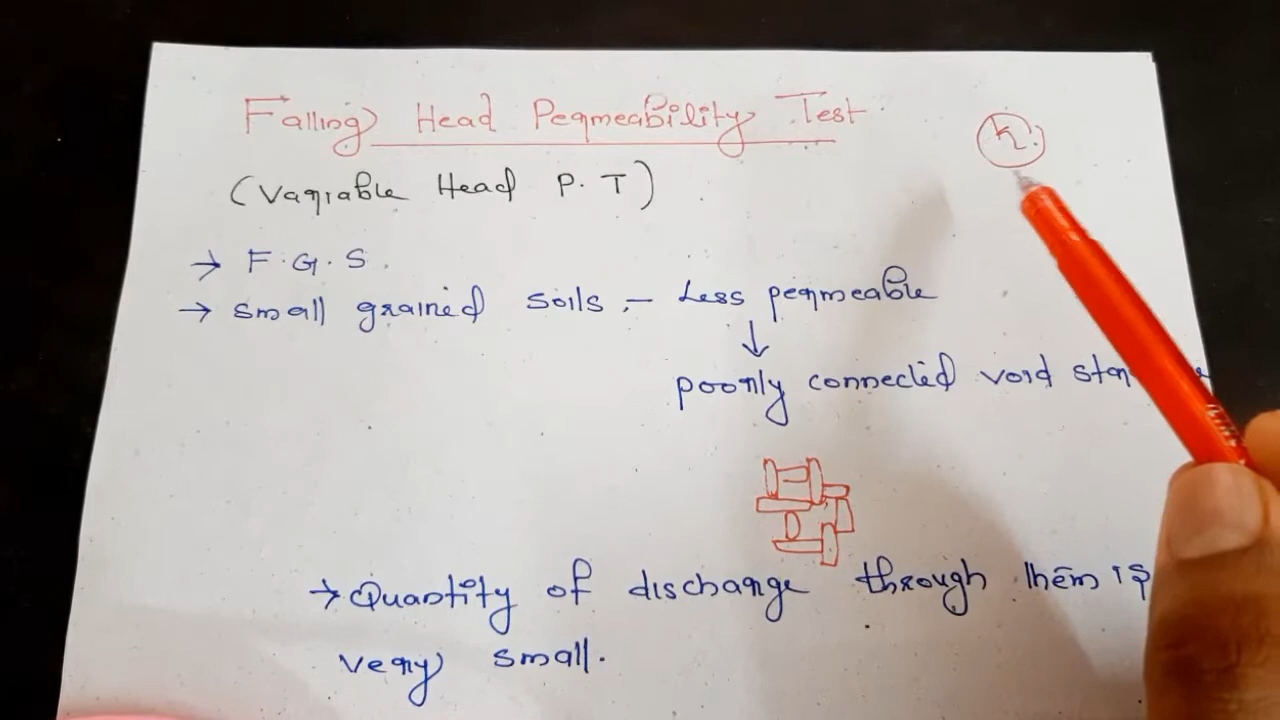 Falling Head Permeability Test
k
(Variable Head P.T)
→ F.G.S.
→ Small grained soils - Less permeable
↓
poorly connected void
→ Quantity of discharge through them is
very small.